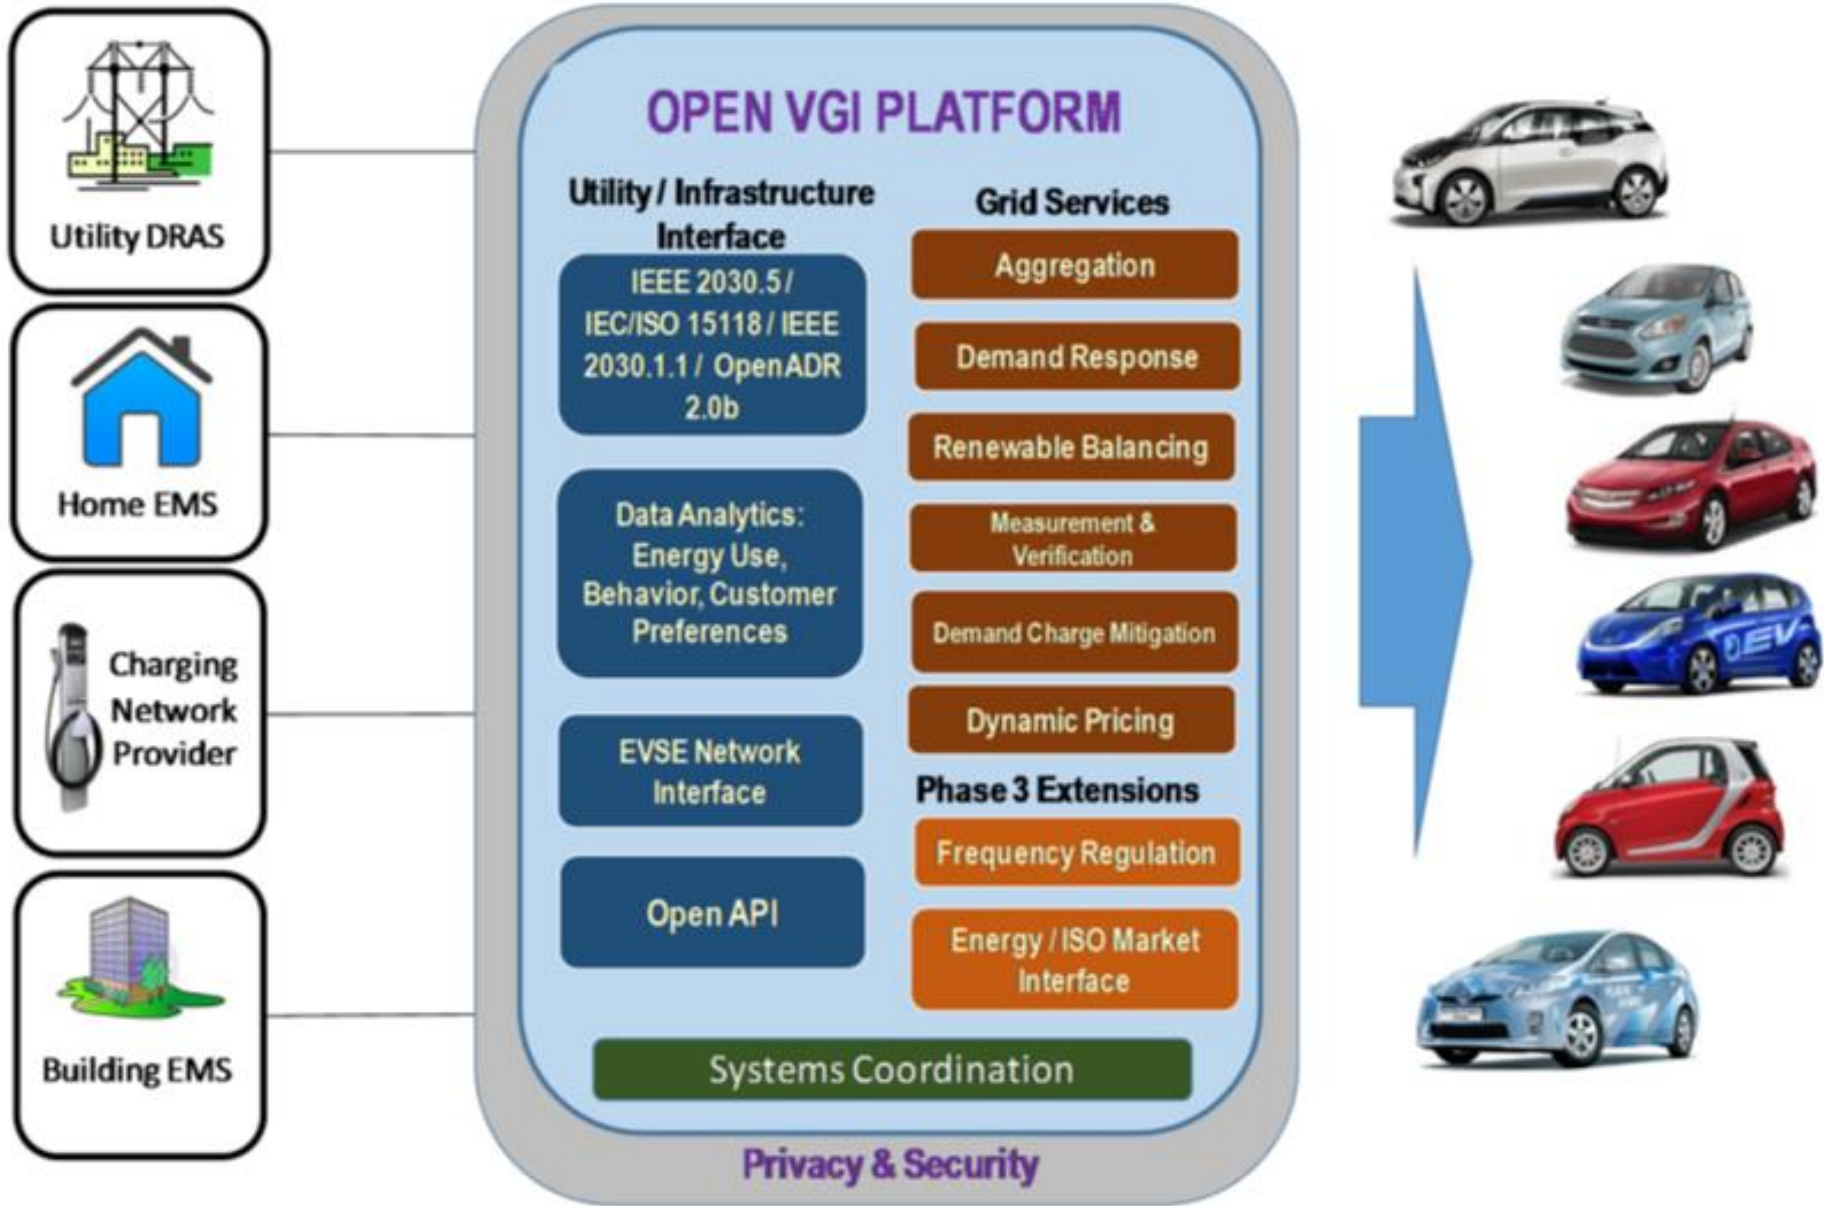 Utility DRAS
Home EMS
Charging
Network
Provider
Building EMS
OPEN VGI PLATFORM
Utility / Infrastructure
Interface
IEEE 2030.5 /
IEC/ISO 15118 / IEEE
2030.1.1 / OpenADR
2.0b
Data Analytics:
Energy Use,
Behavior, Customer
Preferences
EVSE Network
Interface
Open API
Grid Services
Aggregation
Demand Response
Renewable Balancing
Measurement &
Verification
Demand Charge Mitigation
Dynamic Pricing
Phase 3 Extensions
Frequency Regulation
Energy / ISO Market
Interface
Systems Coordination
Privacy & Security
EV